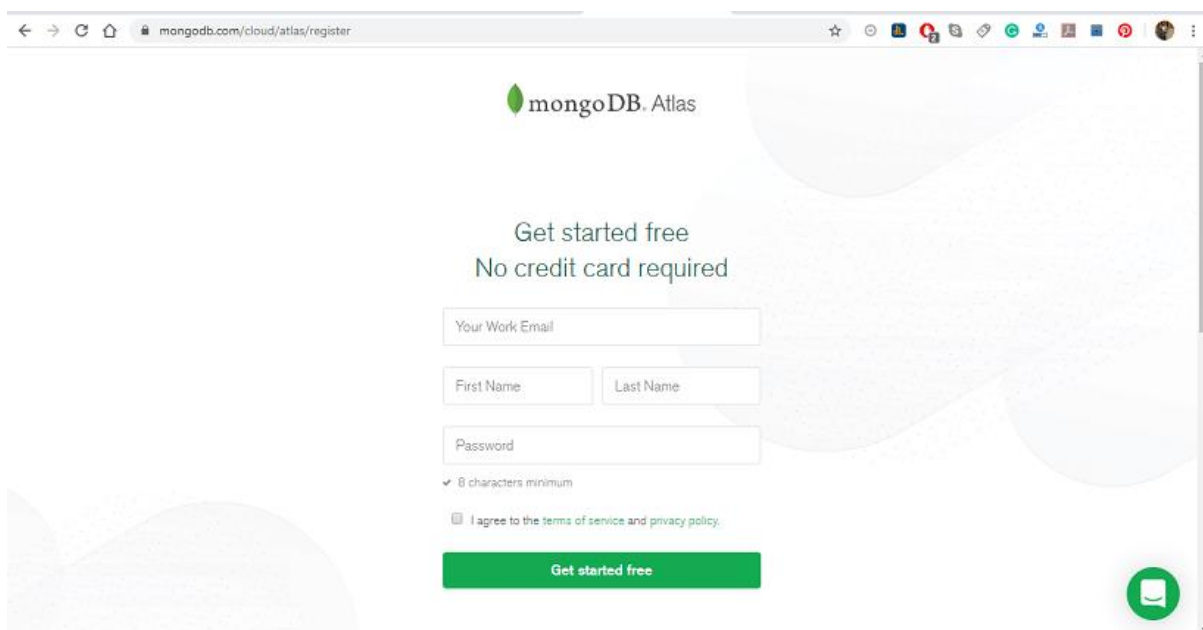 mongodb.com/cloud/atlas/register
2
mongoDB. Atlas
Get started free
No credit card required
Your Work Email
First Name Last Name
Password
8 characters minimum
I agree to the terms of service and privacy policy.
Get started free